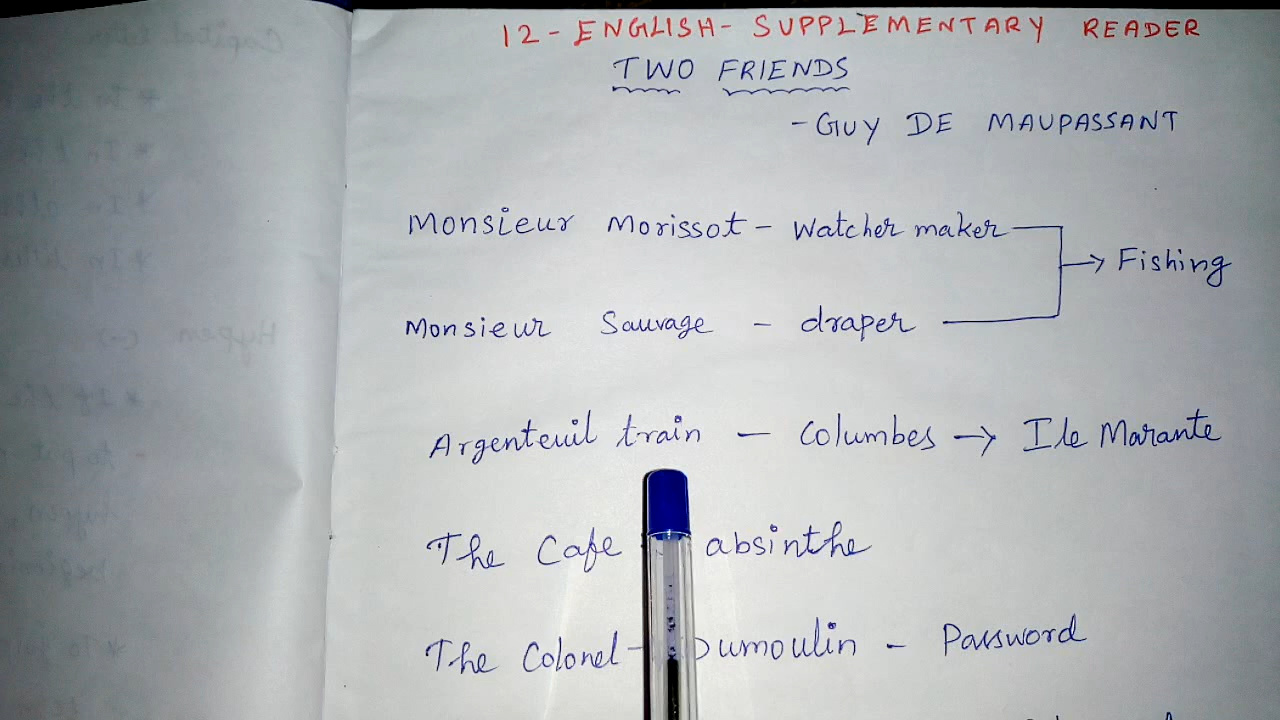 12 - ENGLISH - SUPPLEMENTARY READER
TWO FRIENDS
- GUY DE MAUPASSANT
Monsieur Morissot - Watcher maker
→ Fishing
Monsieur Sauvage - draper
Argenteuil train - Columbes → Ile Marante
The Cafe absinthe
The Colonel - Dumoulin - Password